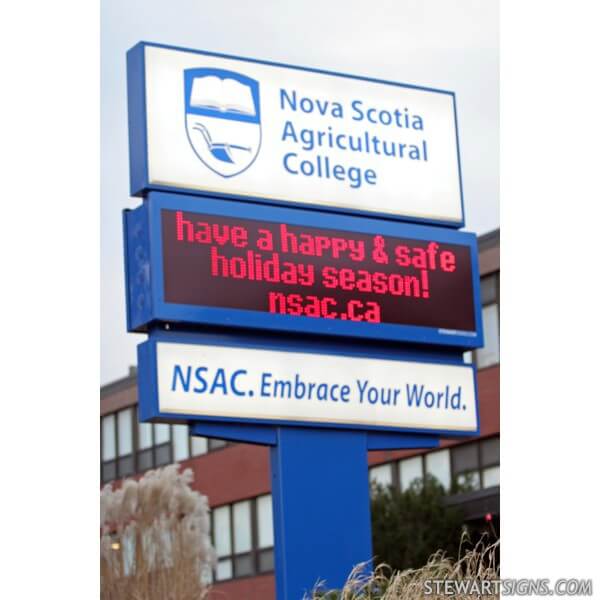 Nova Scotia
Agricultural
College
have a happy & safe
holiday season!
nsac.ca
NSAC. Embrace Your World.
STEWARTSIGNS.COM